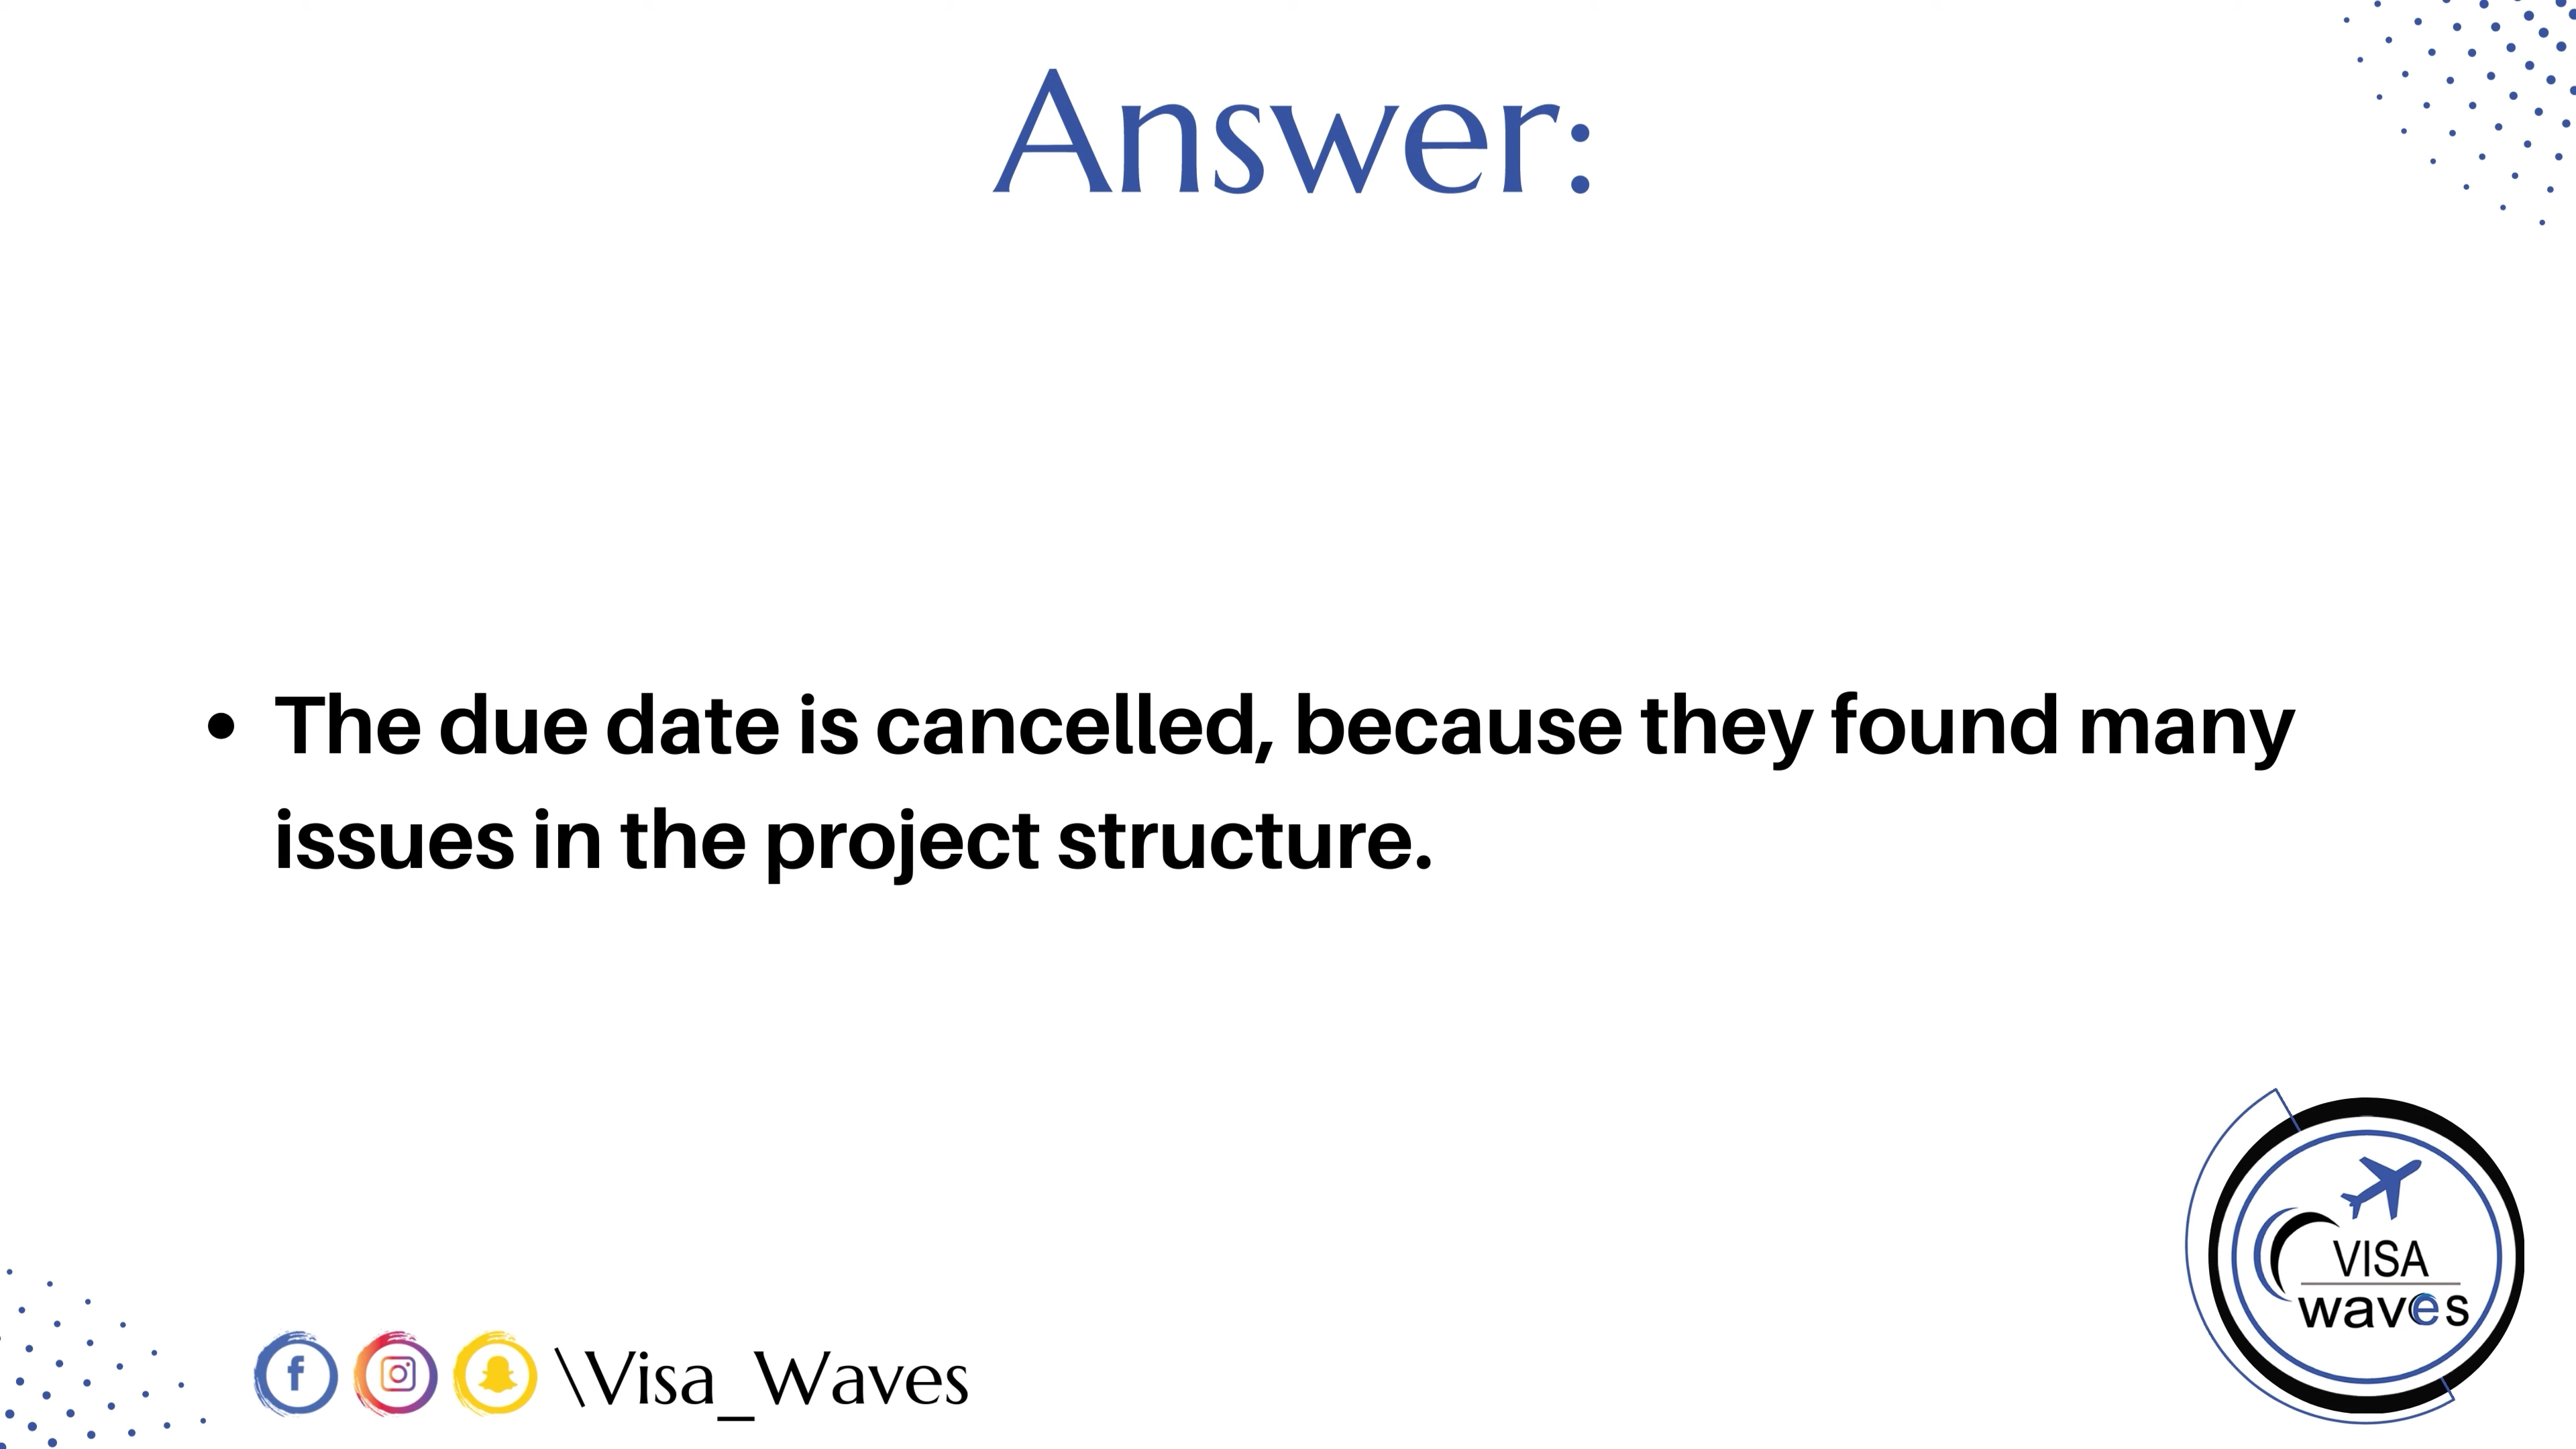 Answer:
• The due date is cancelled, because they found many
issues in the project structure.
VISA
waves
\Visa_Waves